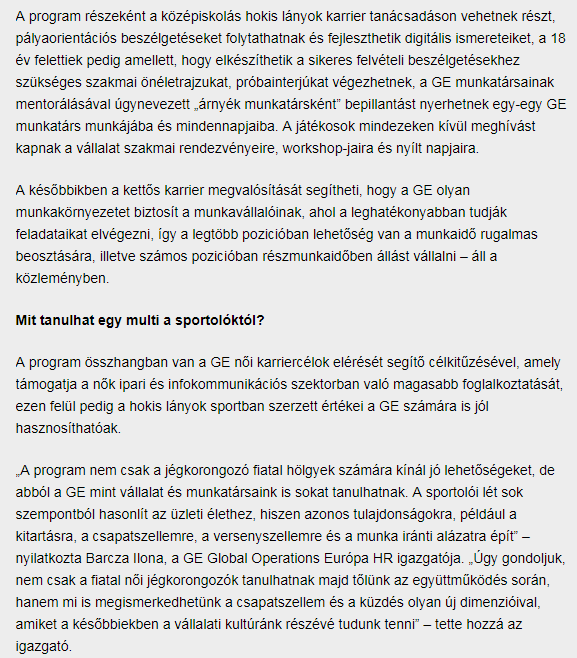 A program részeként a középiskolás hokis lányok karrier tanácsadáson vehetnek részt,
pályaorientációs beszélgetéseket folytathatnak és fejleszthetik digitális ismereteiket, a 18
év felettiek pedig amellett, hogy elkészíthetik a sikeres felvételi beszélgetésekhez
szükséges szakmai önéletrajzukat, próbainterjúkat végezhetnek, a GE munkatársainak
mentorálásával úgynevezett „árnyék munkatársként” bepillantást nyerhetnek egy-egy GE
munkatárs munkájába és mindennapjaiba. A játékosok mindezeken kívül meghívást
kapnak a vállalat szakmai rendezvényeire, workshop-jaira és nyílt napjaira.
A későbbikben a kettős karrier megvalósítását segítheti, hogy a GE olyan
munkakörnyezetet biztosít a munkavállalóinak, ahol a leghatékonyabban tudják
feladataikat elvégezni, így a legtöbb pozicióban lehetőség van a munkaidő rugalmas
beosztására, illetve számos pozicióban részmunkaidőben állást vállalni – áll a
közleményben.
Mit tanulhat egy multi a sportolóktól?
A program összhangban van a GE női karriercélok elérését segítő célkitűzésével, amely
támogatja a nők ipari és infokommunikációs szektorban való magasabb foglalkoztatását,
ezen felül pedig a hokis lányok sportban szerzett értékei a GE számára is jól
hasznosíthatóak.
„A program nem csak a jégkorongozó fiatal hölgyek számára kínál jó lehetőségeket, de
abból a GE mint vállalat és munkatársaink is sokat tanulhatnak. A sportolói lét sok
szempontból hasonlít az üzleti élethez, hiszen azonos tulajdonságokra, például a
kitartásra, a csapatszellemre, a versenyszellemre és a munka iránti alázatra épít” –
nyilatkozta Barcza Ilona, a GE Global Operations Európa HR igazgatója. „Úgy gondoljuk,
nem csak a fiatal női jégkorongozók tanulhatnak majd tőlünk az együttműködés során,
hanem mi is megismerkedhetünk a csapatszellem és a küzdés olyan új dimenzióival,
amiket a későbbiekben a vállalati kultúránk részévé tudunk tenni” – tette hozzá az
igazgató.